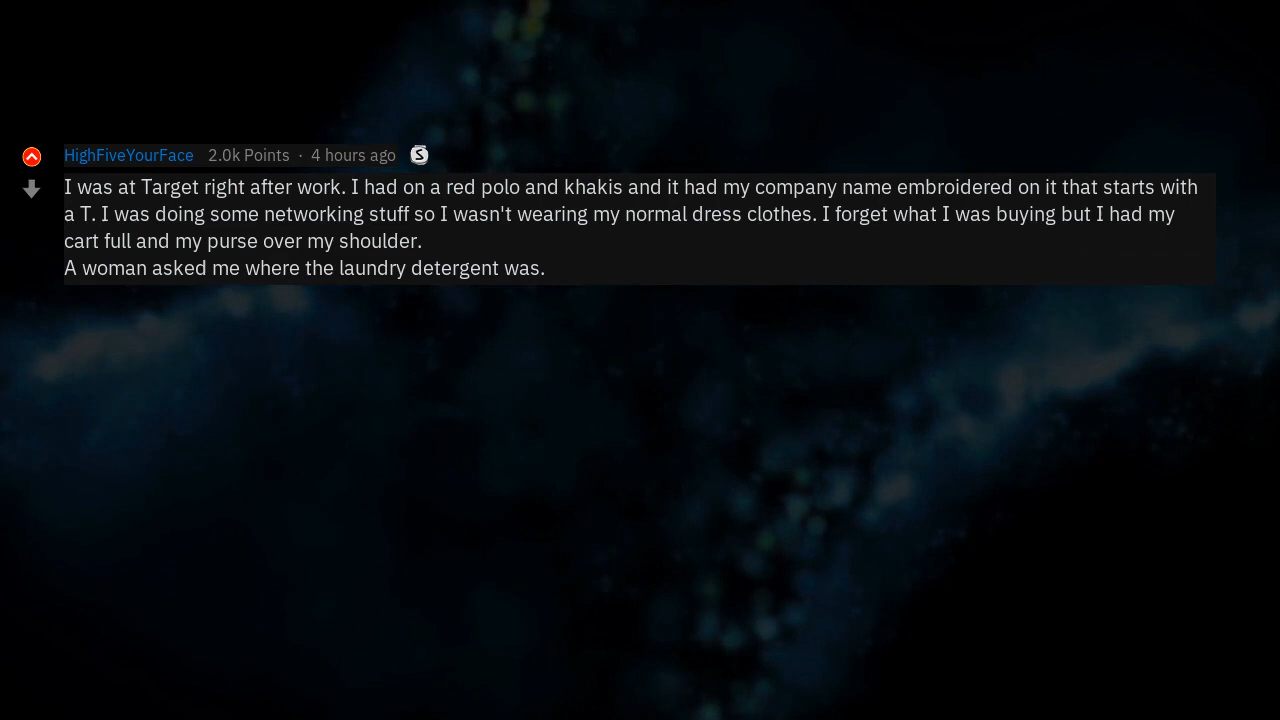 HighFiveYourFace 2.0k Points · 4 hours ago S
I was at Target right after work. I had on a red polo and khakis and it had my company name embroidered on it that starts with
a T. I was doing some networking stuff so I wasn't wearing my normal dress clothes. I forget what I was buying but I had my
cart full and my purse over my shoulder.
A woman asked me where the laundry detergent was.